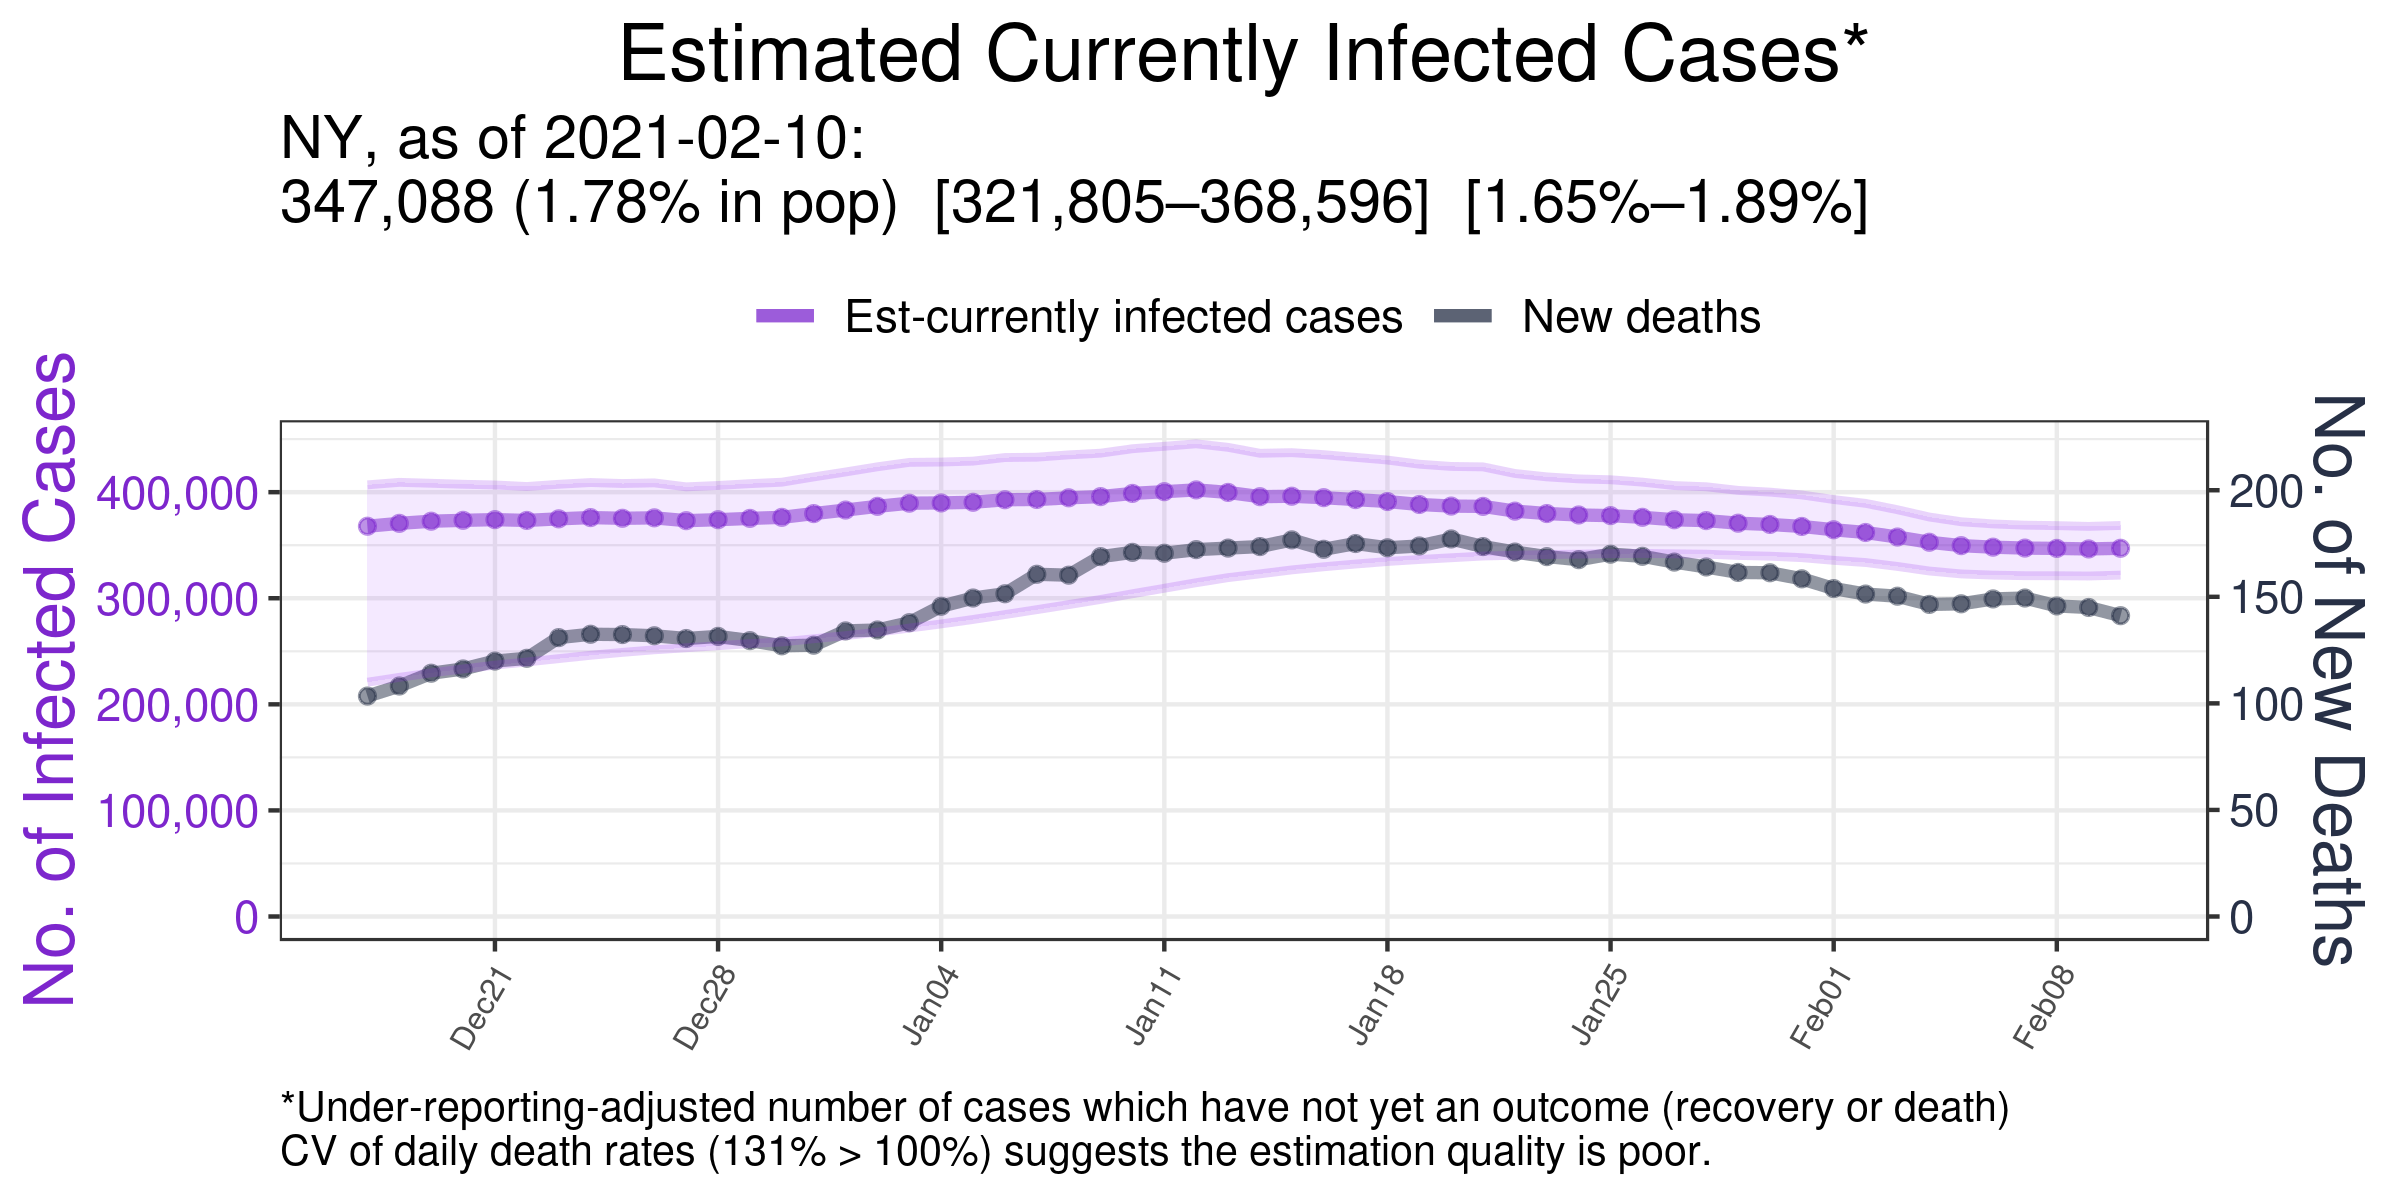 Estimated Currently Infected Cases*
NY, as of 2021-02-10:
347,088 (1.78% in pop)  [321,805–368,596]  [1.65%–1.89%]
Est-currently infected cases
New deaths
No. of Infected Cases
400,000
300,000
200,000
100,000
0
200
150
100
50
0
No. of New Deaths
Dec21
Dec28
Jan04
Jan11
Jan18
Jan25
Feb01
Feb08
*Under-reporting-adjusted number of cases which have not yet an outcome (recovery or death)
CV of daily death rates (131% > 100%) suggests the estimation quality is poor.